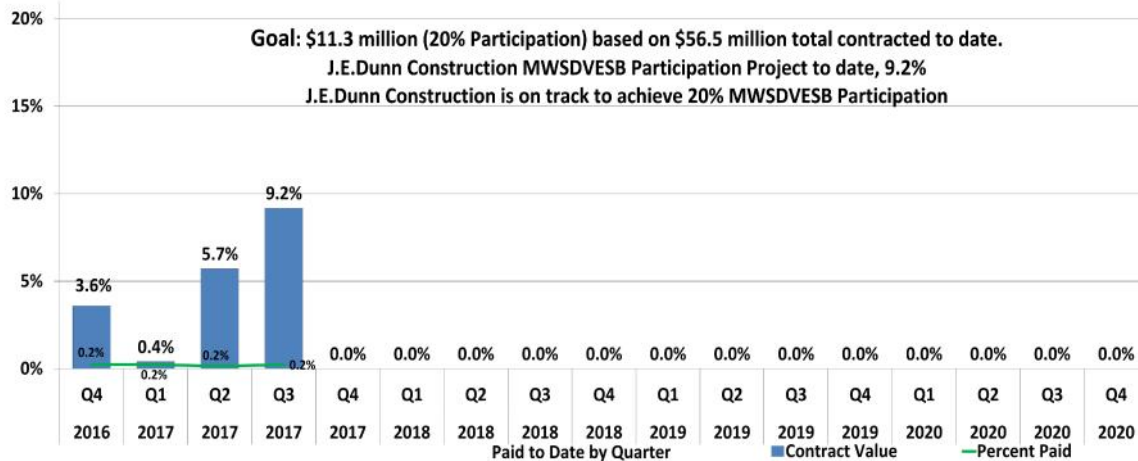 20%
Goal: $11.3 million (20% Participation) based on $56.5 million total contracted to date.
J.E.Dunn Construction MWSDVESB Participation Project to date, 9.2%
J.E.Dunn Construction is on track to achieve 20% MWSDVESB Participation
15%
10%
9.2%
5.7%
5%
3.6%
0.2% 0.4% 0.2% 0.2% 0.0% 0.0% 0.0% 0.0% 0.0% 0.0% 0.0% 0.0% 0.0% 0.0% 0.0% 0.0% 0.0%
0%
0.2%
Q4 Q1 Q2 Q3 Q4 Q1 Q2 Q3 Q4 Q1 Q2 Q3 Q4 Q1 Q2 Q3 Q4
2016 2017 2017 2017 2017 2018 2018 2018 2018 2019 2019 2019 2019 2020 2020 2020 2020
Paid to Date by Quarter Contract Value Percent Paid